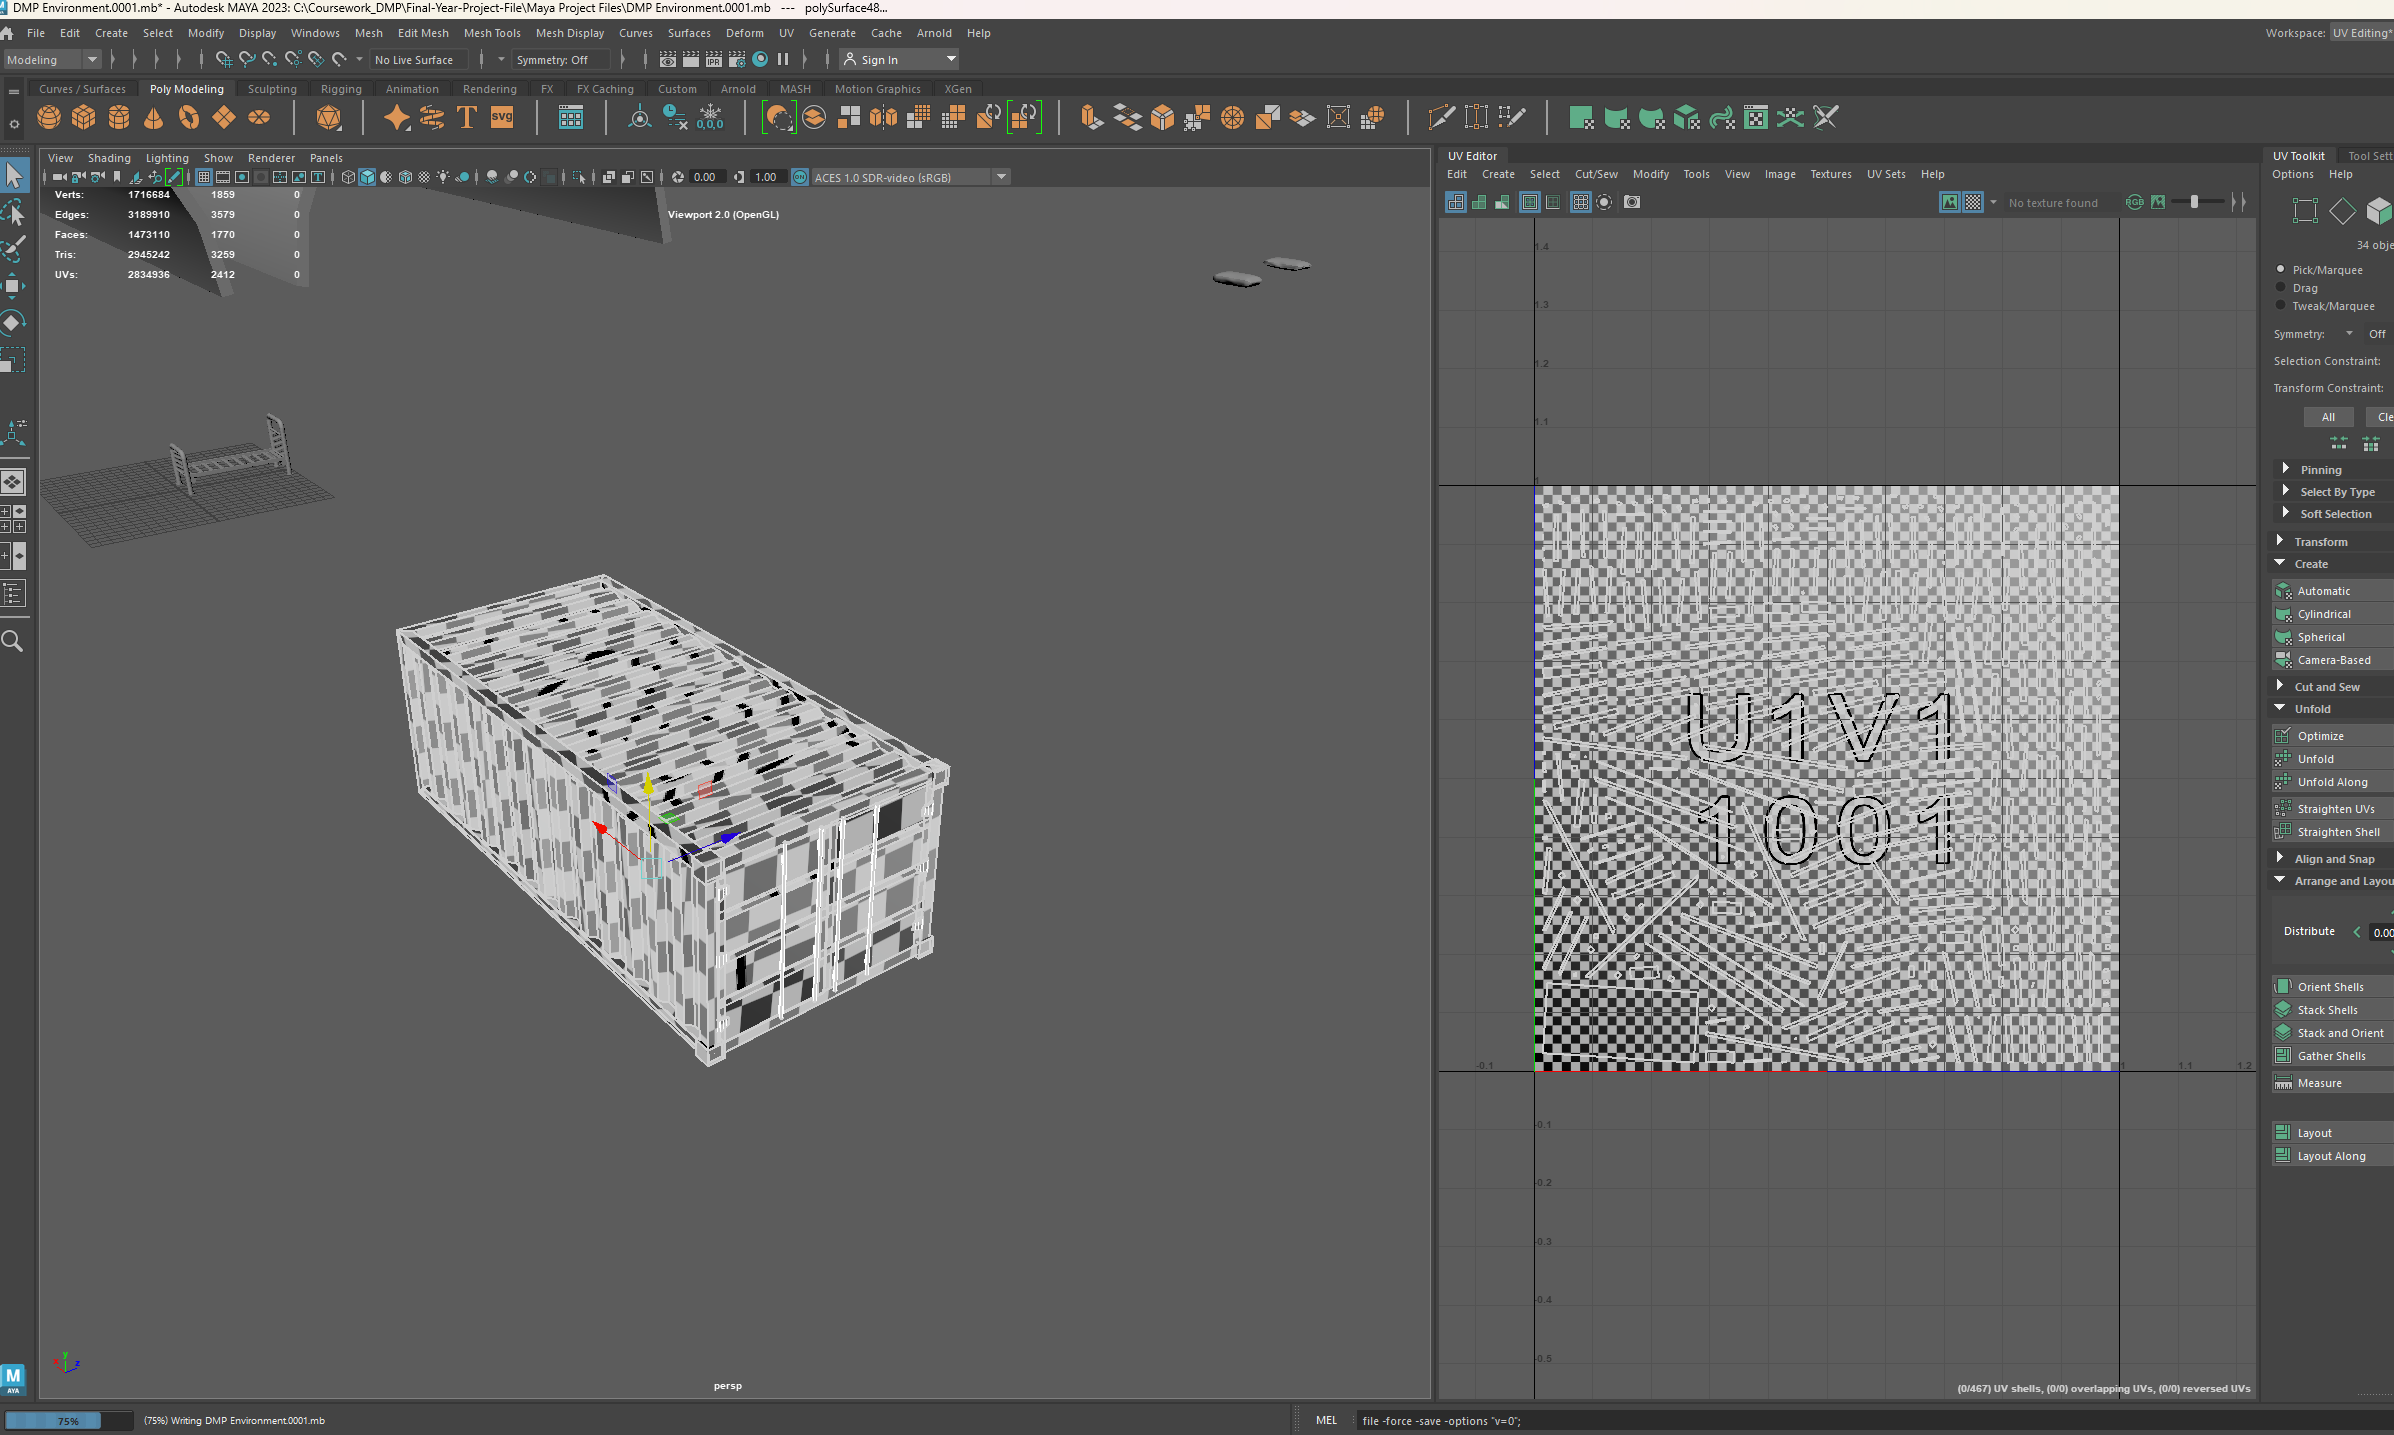 DMP Environment.0001.mb* - Autodesk MAYA 2023: C:\Coursework_DMP\Final-Year-Project-File\Maya Project Files\DMP Environment.0001.mb --- polySurface48...
File Edit Create Select Modify Display Windows Mesh Edit Mesh Mesh Tools Mesh Display Curves Surfaces Deform UV Generate Cache Arnold Help
Workspace: UV Editing*
Modeling No Live Surface Symmetry: Off IPR Sign In
Curves / Surfaces Poly Modeling Sculpting Rigging Animation Rendering FX FX Caching Custom Arnold MASH Motion Graphics XGen
T SVG 0,0,0
View Shading Lighting Show Renderer Panels
0.00 1.00 ON ACES 1.0 SDR-video (sRGB)
Verts: 1716684 1859 0
Edges: 3189910 3579 0
Faces: 1473110 1770 0
Tris: 2945242 3259 0
UVs: 2834936 2412 0
Viewport 2.0 (OpenGL)
persp
y
x z
UV Editor
Edit Create Select Cut/Sew Modify Tools View Image Textures UV Sets Help
No texture found RGB
1.4
1.3
1.2
1.1
1
U1V1
1001
-0.1 1 1.1 1.2
-0.1
-0.2
-0.3
-0.4
-0.5
(0/467) UV shells, (0/0) overlapping UVs, (0/0) reversed UVs
UV Toolkit Tool Sett
Options Help
34 obje
Pick/Marquee
Drag
Tweak/Marquee
Symmetry: Off
Selection Constraint:
Transform Constraint:
All Cle
Pinning
Select By Type
Soft Selection
Transform
Create
Automatic
Cylindrical
Spherical
Camera-Based
Cut and Sew
Unfold
Optimize
Unfold
Unfold Along
Straighten UVs
Straighten Shell
Align and Snap
Arrange and Layou
Distribute < 0.00
Orient Shells
Stack Shells
Stack and Orient
Gather Shells
Measure
Layout
Layout Along
M
AYA
75% (75%) Writing DMP Environment.0001.mb
MEL file -force -save -options "v=0";